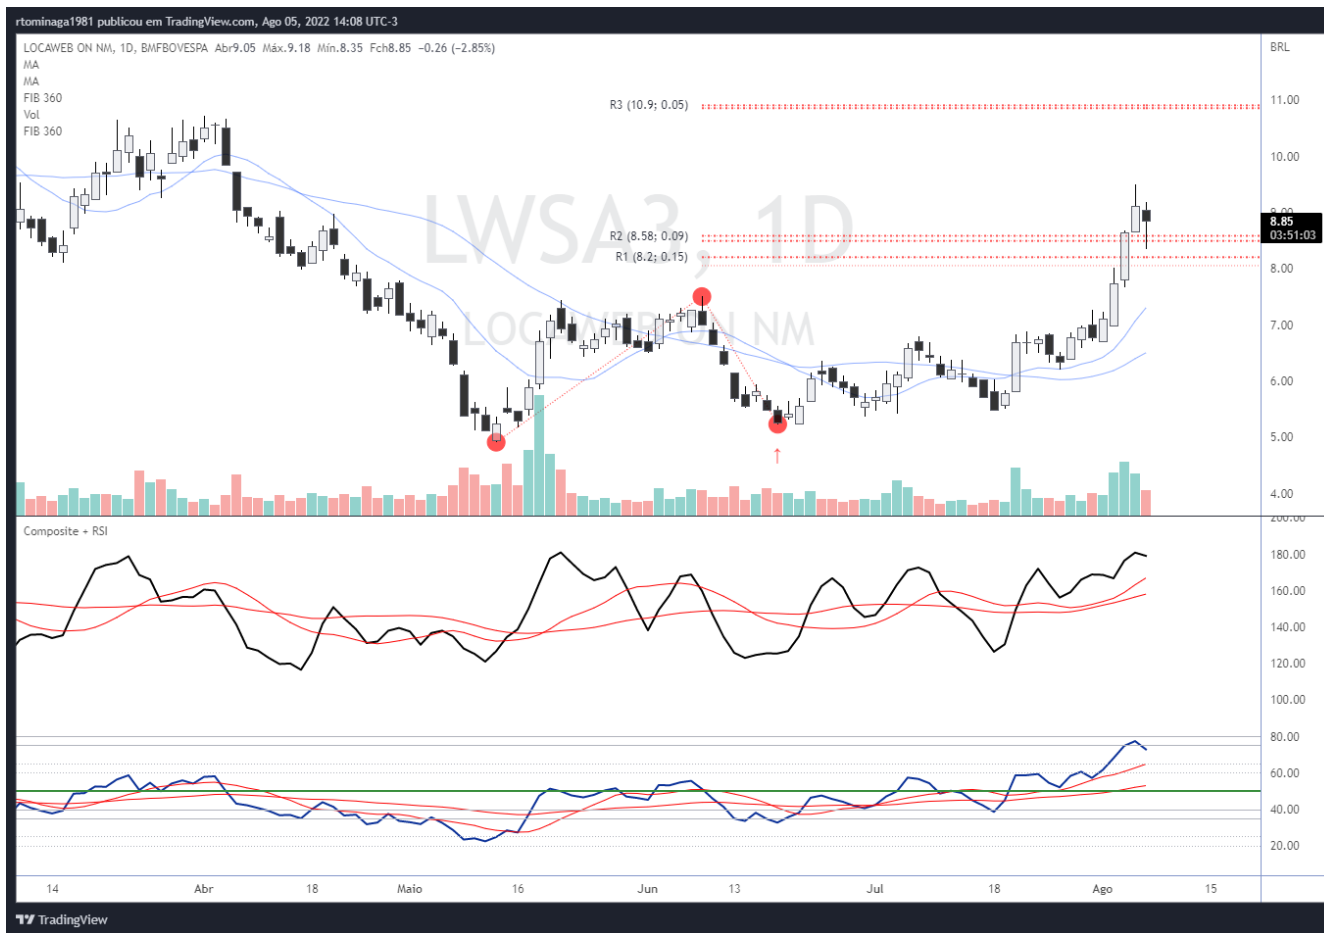 rtominaga1981 publicou em TradingView.com, Ago 05, 2022 14:08 UTC-3
LOCAWEB ON NM, 1D, BMFBOVESPA Abr9.05 Máx.9.18 Mín.8.35 Fch8.85 −0.26 (−2.85%)
BRL
MA
MA
FIB 360
Vol
FIB 360
R3 (10.9; 0.05)
11.00
10.00
LWSA3, 1D
9.00
8.85
03:51:03
R2 (8.58; 0.09)
R1 (8.2; 0.15)
8.00
LOCAWEB ON NM
7.00
6.00
5.00
4.00
Composite + RSI
200.00
180.00
160.00
140.00
120.00
100.00
80.00
60.00
40.00
20.00
14 Abr 18 Maio 16 Jun 13 Jul 18 Ago 15
TradingView